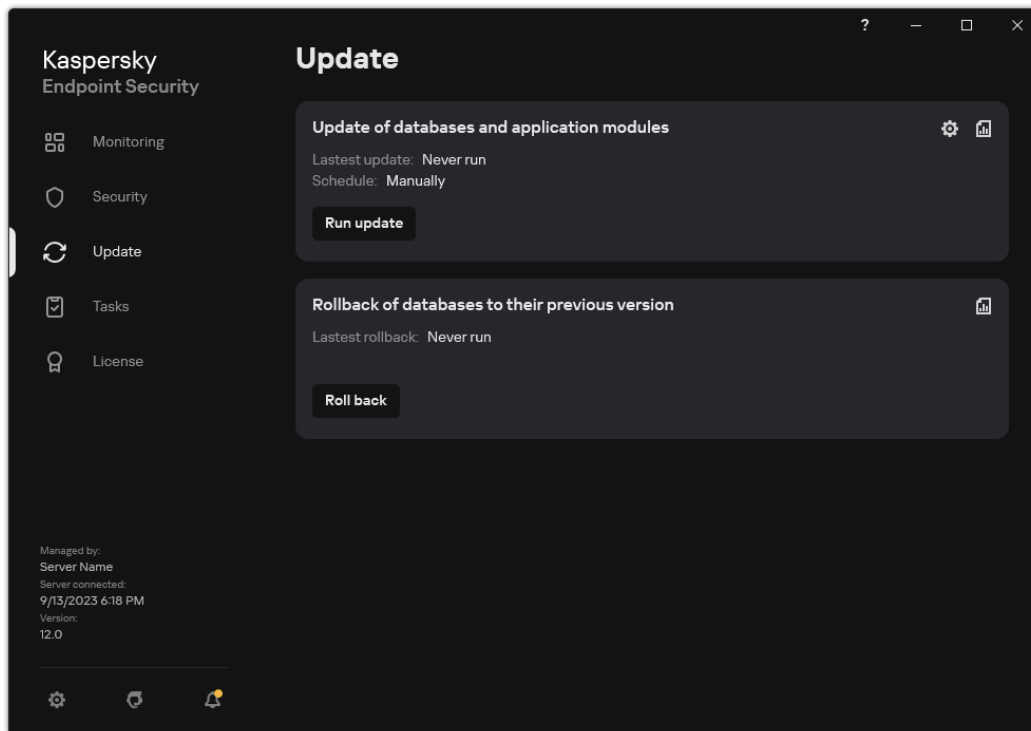 ?
Kaspersky
Endpoint Security
Monitoring
Security
Update
Tasks
License
Managed by:
Server Name
Server connected:
9/13/2023 6:18 PM
Version:
12.0
Update
Update of databases and application modules
Lastest update: Never run
Schedule: Manually
Run update
Rollback of databases to their previous version
Lastest rollback: Never run
Roll back